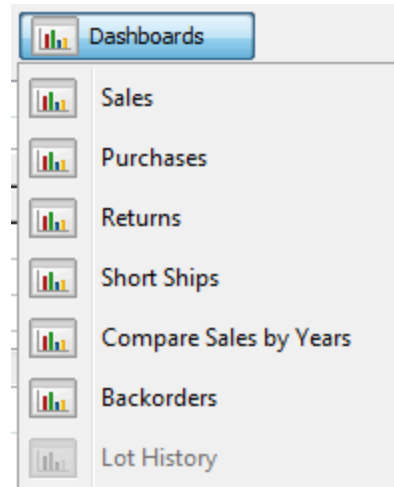 Dashboards
Sales
Purchases
Returns
Short Ships
Compare Sales by Years
Backorders
Lot History